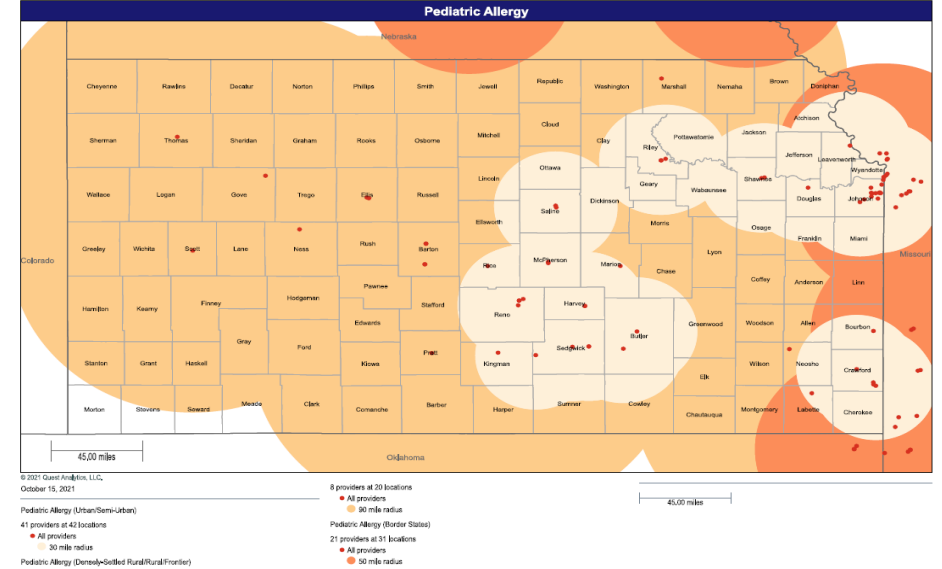 Pediatric Allergy
Nebraska
Cheyenne Rawlins Decatur Norton Phillips Smith Jewell Republic Washington Marshall Nemaha Brown Doniphan
Atchison
Sherman Thomas Sheridan Graham Rooks Osborne Mitchell Cloud Clay Riley Pottawatomie Jackson Jefferson Leavenworth
Wyandotte
Wallace Logan Gove Trego Ellis Russell Lincoln Ottawa Saline Dickinson Geary Wabaunsee Shawnee Douglas Johnson
Ellsworth Morris Osage Franklin Miami
Colorado Greeley Wichita Scott Lane Ness Rush Barton Rice McPherson Marion Chase Lyon Missouri
Coffey Anderson Linn
Hamilton Kearny Finney Hodgeman Pawnee Stafford Reno Harvey
Edwards Gray Ford Butler Greenwood Woodson Allen Bourbon
Stanton Grant Haskell Kiowa Pratt Kingman Sedgwick Elk Wilson Neosho Crawford
Morton Stevens Seward Meade Clark Comanche Barber Harper Sumner Cowley Chautauqua Montgomery Labette Cherokee
45.00 miles
Oklahoma
© 2021 Quest Analytics, LLC.
October 15, 2021
Pediatric Allergy (Urban/Semi-Urban)
41 providers at 42 locations
All providers
30 mile radius
Pediatric Allergy (Densely-Settled Rural/Rural/Frontier)
8 providers at 20 locations
All providers
90 mile radius
Pediatric Allergy (Border States)
21 providers at 31 locations
All providers
50 mile radius
45.00 miles